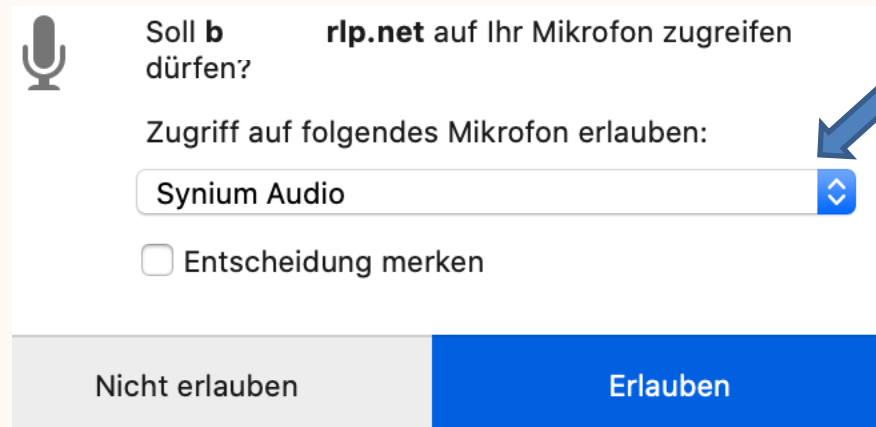 Soll b rlp.net auf Ihr Mikrofon zugreifen
dürfen?
Zugriff auf folgendes Mikrofon erlauben:
Synium Audio
Entscheidung merken
Nicht erlauben
Erlauben